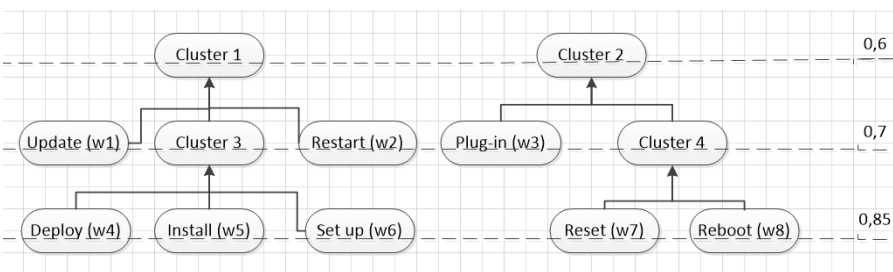 Cluster 1
Cluster 2
0,6
Update (w1)
Cluster 3
Restart (w2)
Plug-in (w3)
Cluster 4
0,7
Deploy (w4)
Install (w5)
Set up (w6)
Reset (w7)
Reboot (w8)
0,85